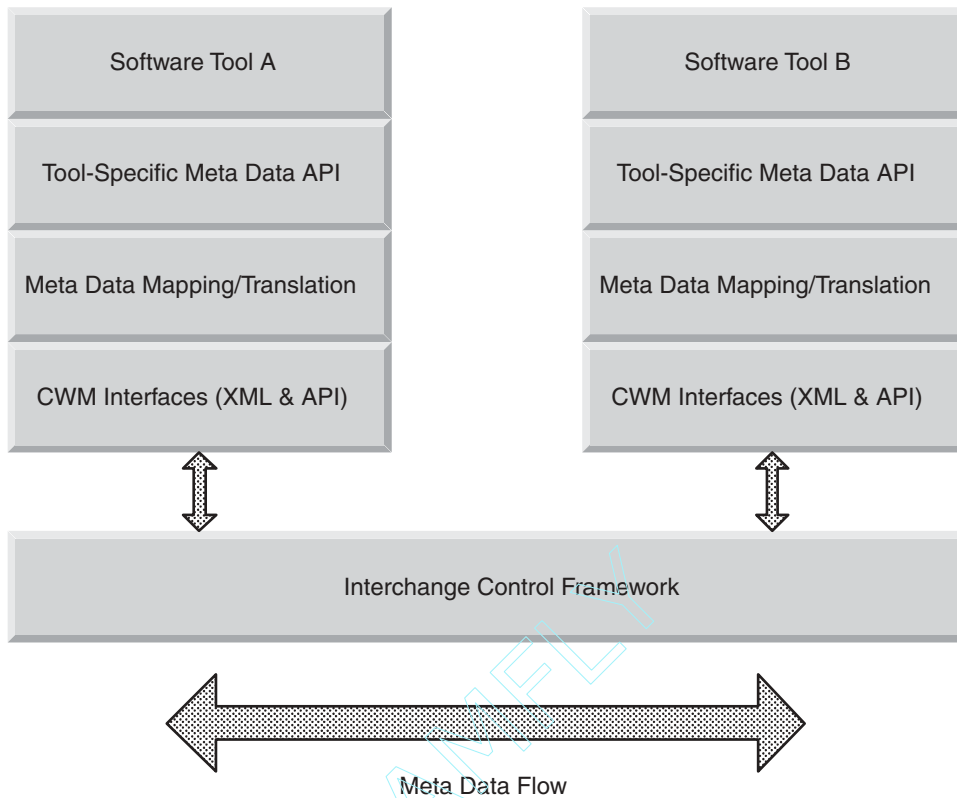 Software Tool A
Software Tool B
Tool-Specific Meta Data API
Tool-Specific Meta Data API
Meta Data Mapping/Translation
Meta Data Mapping/Translation
CWM Interfaces (XML & API)
CWM Interfaces (XML & API)
Interchange Control Framework
AMFLY
Meta Data Flow